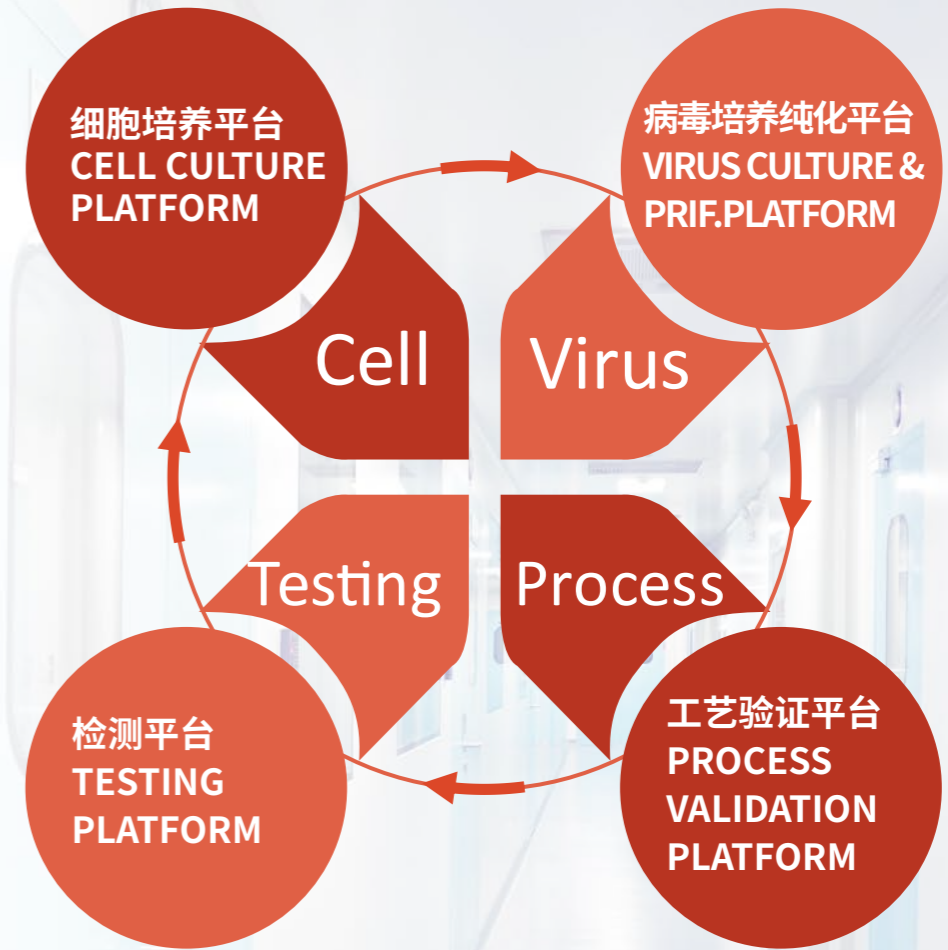 细胞培养平台
CELL CULTURE
PLATFORM
病毒培养纯化平台
VIRUS CULTURE &
PRIF.PLATFORM
Cell
Virus
Testing
Process
检测平台
TESTING
PLATFORM
工艺验证平台
PROCESS
VALIDATION
PLATFORM